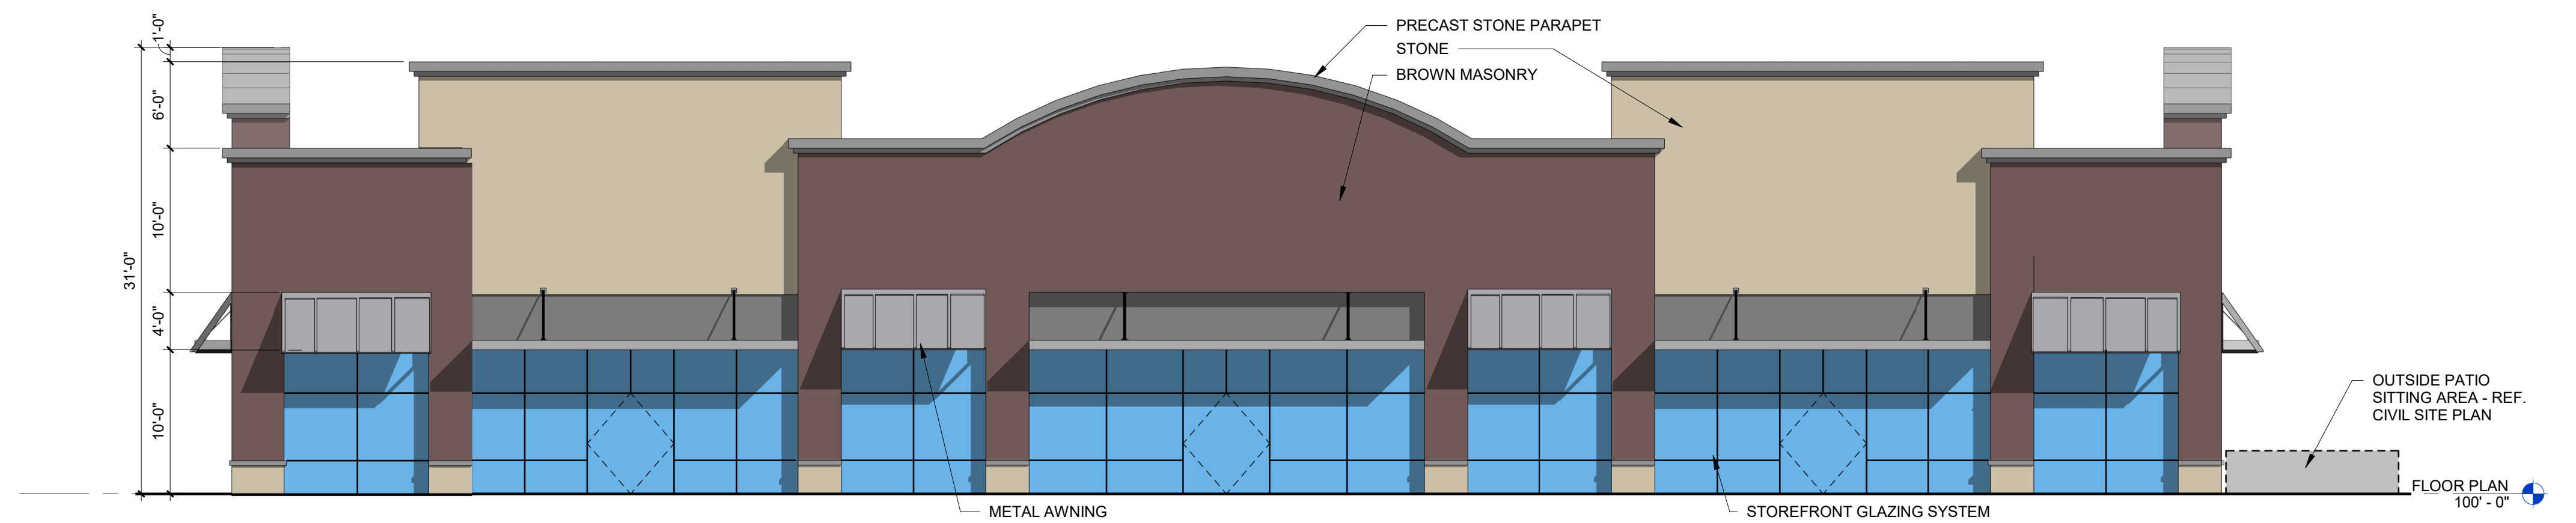 1'-0"
PRECAST STONE PARAPET
STONE
BROWN MASONRY
6'-0"
10'-0"
31'-0"
4'-0"
10'-0"
OUTSIDE PATIO
SITTING AREA - REF.
CIVIL SITE PLAN
FLOOR PLAN
100' - 0"
METAL AWNING
STOREFRONT GLAZING SYSTEM